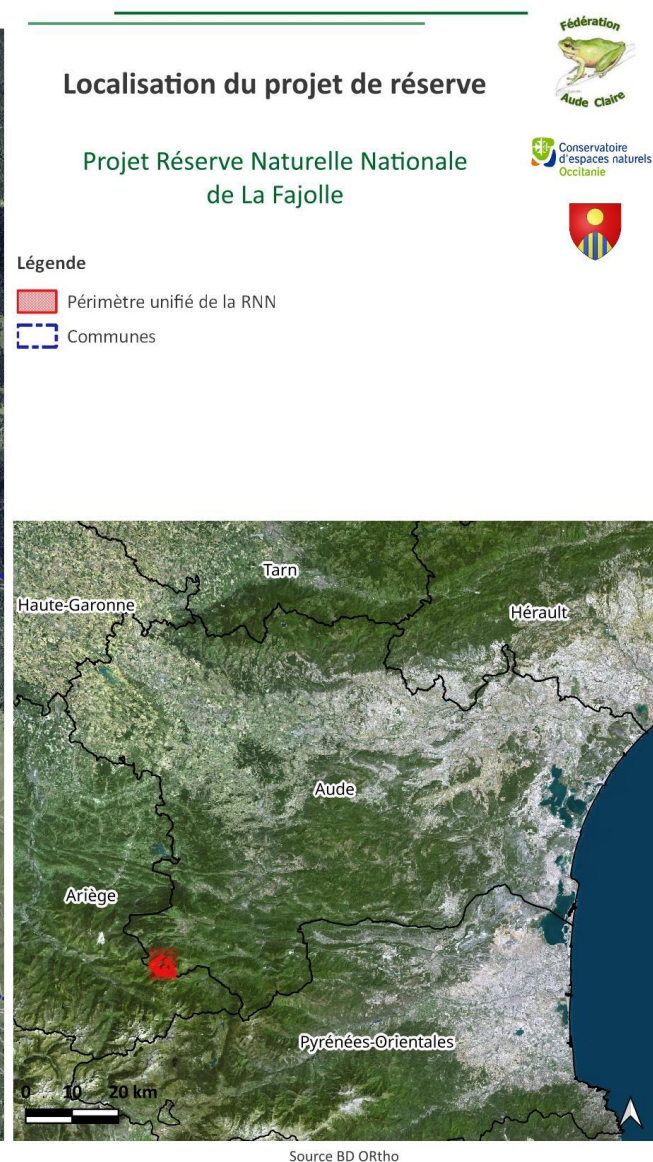 Fédération
Aude Claire
Localisation du projet de réserve
Conservatoire
d'espaces naturels
Occitanie
Projet Réserve Naturelle Nationale
de La Fajolle
Légende
Périmètre unifié de la RNN
Communes
Tarn
Haute-Garonne
Hérault
Aude
Ariège
Pyrénées-Orientales
0 10 20 km
Source BD ORtho